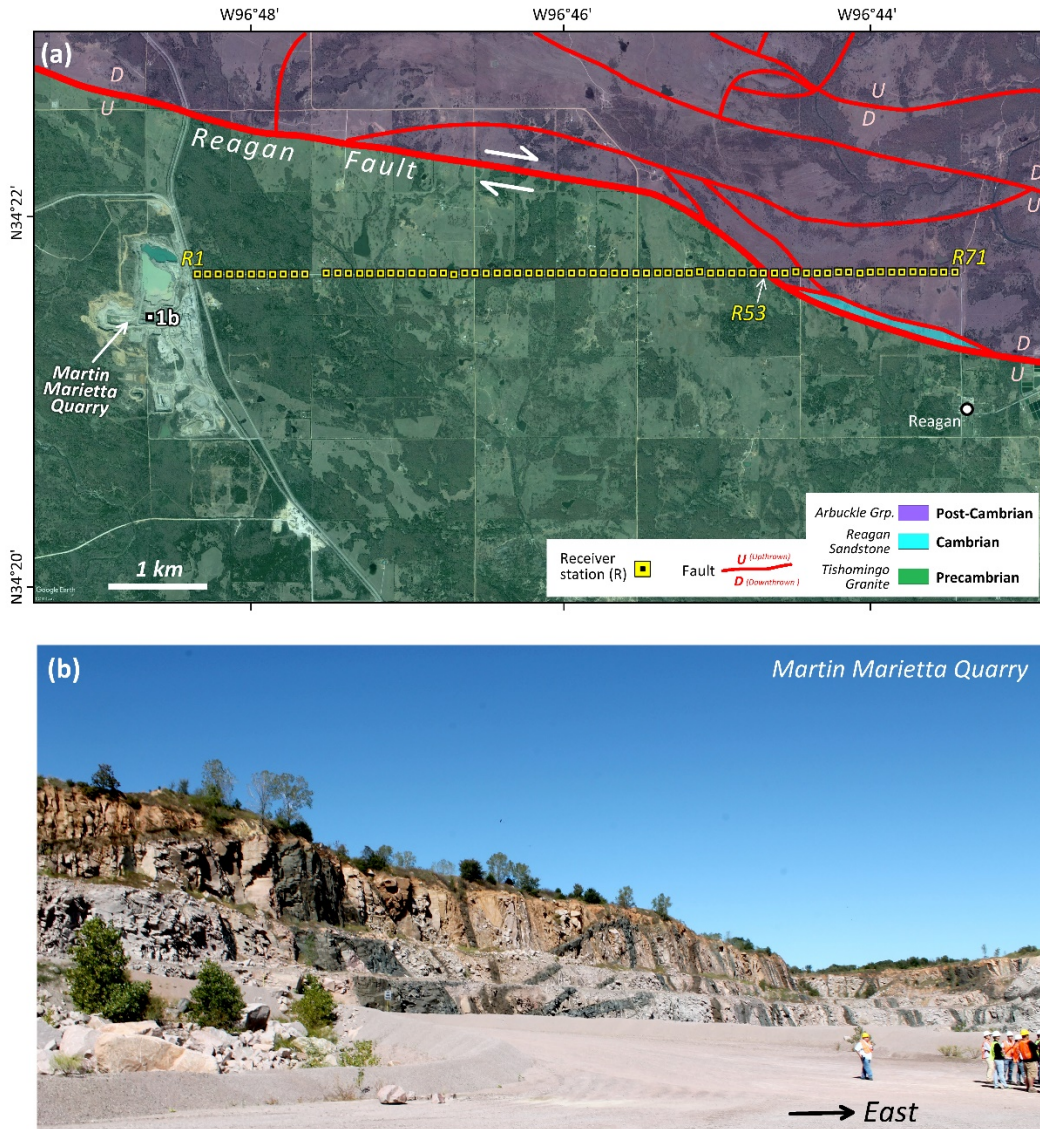 W96°48'
W96°46'
W96°44'
(a)
D
U
U
D
Reagan Fault
D
U
N34°22'
R1
R71
R53
1b
Martin
Marietta
Quarry
D
U
Reagan
N34°20'
1 km
Google Earth
Receiver
station (R)
Fault
U (Upthrown)
D (Downthrown)
Arbuckle Grp.
Post-Cambrian
Reagan
Sandstone
Cambrian
Tishomingo
Granite
Precambrian
(b)
Martin Marietta Quarry
East